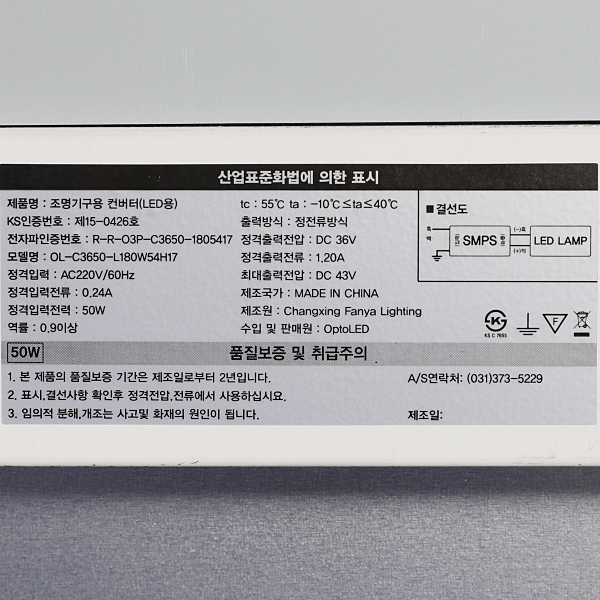 산업표준화법에 의한 표시
제품명 : 조명기구용 컨버터(LED용)
KS인증번호 : 제15-0426호
전자파인증번호 : R-R-O3P-C3650-1805417
모델명 : OL-C3650-L180W54H17
정격입력 : AC220V/60Hz
정격입력전류 : 0,24A
정격입력전력 : 50W
역률 : 0,9이상
tc : 55℃ ta : -10℃≤ta≤40℃
출력방식 : 정전류방식
정격출력전압 : DC 36V
정격출력전류 : 1,20A
최대출력전압 : DC 43V
제조국가 : MADE IN CHINA
제조원 : Changxing Fanya Lighting
수입 및 판매원 : OptoLED
■결선도
흑
백
SMPS
(-)흑
(+)적
LED LAMP
KS C 7655
F
50W
품질보증 및 취급주의
1. 본 제품의 품질보증 기간은 제조일로부터 2년입니다.
2. 표시,결선사항 확인후 정격전압,전류에서 사용하십시요.
3. 임의적 분해,개조는 사고및 화재의 원인이 됩니다.
A/S연락처: (031)373-5229
제조일: